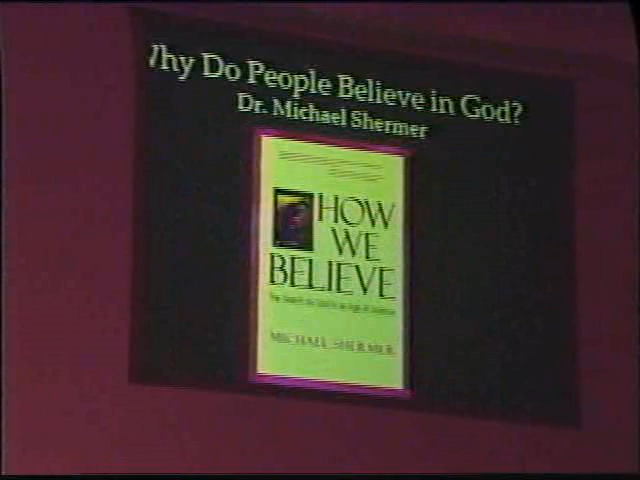 Why Do People Believe in God?
Dr. Michael Shermer
HOW
WE
BELIEVE
MICHAEL SHERMER